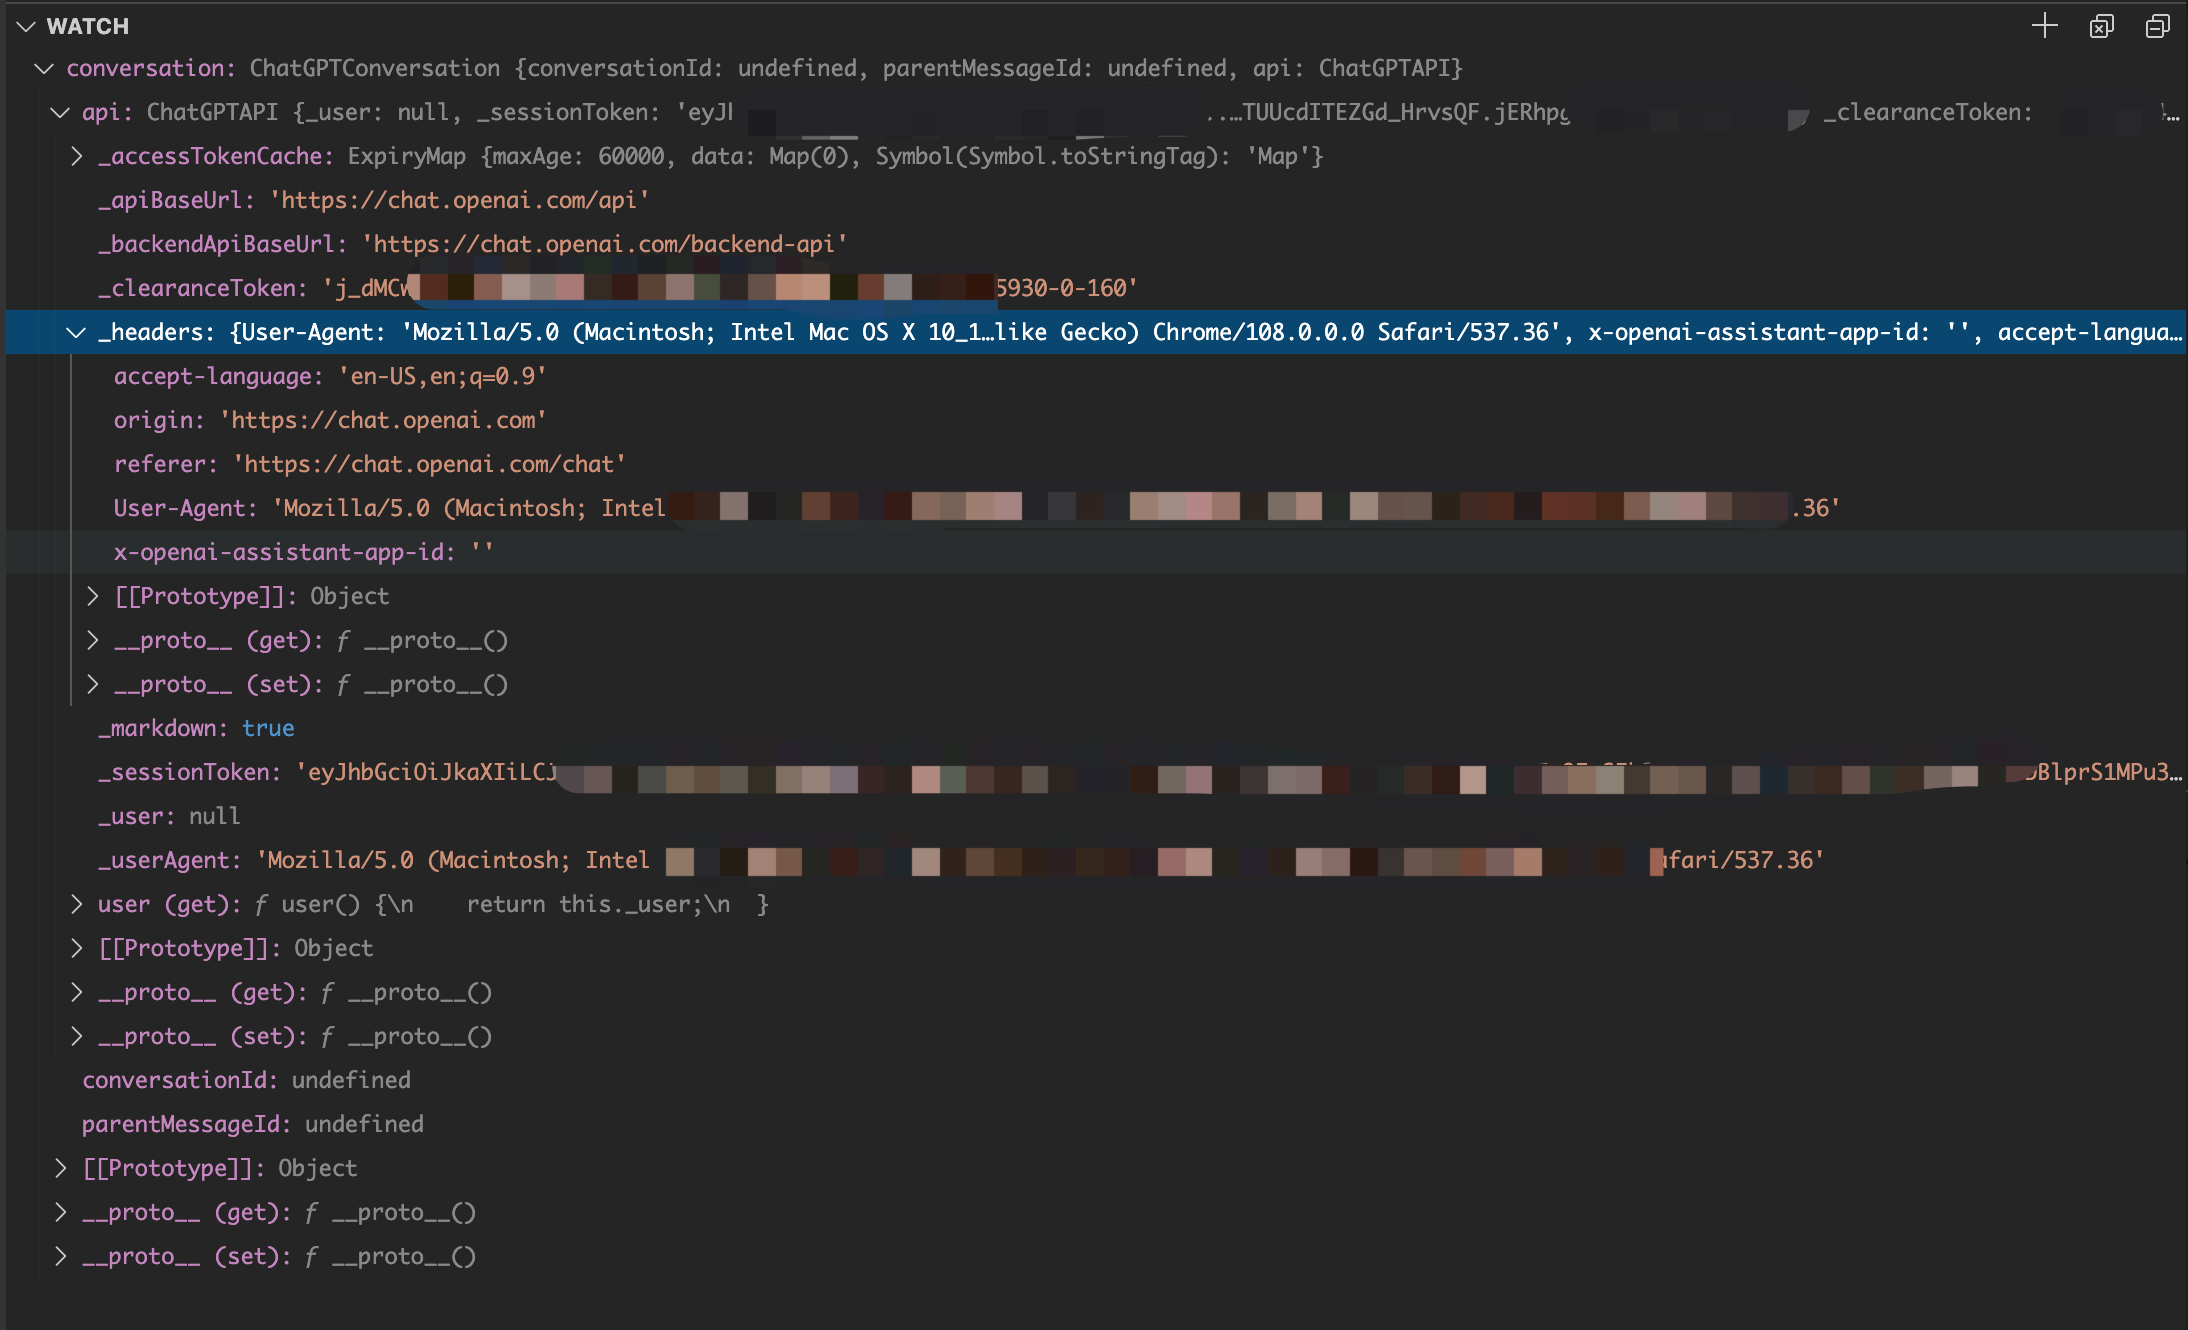 WATCH
conversation: ChatGPTConversation {conversationId: undefined, parentMessageId: undefined, api: ChatGPTAPI}
api: ChatGPTAPI {_user: null, _sessionToken: 'eyJh ..…TUUcdITEZGd_HrvsQF.jERhpg _clearanceToken: }…
_accessTokenCache: ExpiryMap {maxAge: 60000, data: Map(0), Symbol(Symbol.toStringTag): 'Map'}
_apiBaseUrl: 'https://chat.openai.com/api'
_backendApiBaseUrl: 'https://chat.openai.com/backend-api'
_clearanceToken: 'j_dMCw 5930-0-160'
_headers: {User-Agent: 'Mozilla/5.0 (Macintosh; Intel Mac OS X 10_1…like Gecko) Chrome/108.0.0.0 Safari/537.36', x-openai-assistant-app-id: '', accept-langua…
accept-language: 'en-US,en;q=0.9'
origin: 'https://chat.openai.com'
referer: 'https://chat.openai.com/chat'
User-Agent: 'Mozilla/5.0 (Macintosh; Intel .36'
x-openai-assistant-app-id: ''
[[Prototype]]: Object
__proto__ (get): ƒ __proto__()
__proto__ (set): ƒ __proto__()
_markdown: true
_sessionToken: 'eyJhbGciOiJkaXIiLCJ BlprS1MPu3…
_user: null
_userAgent: 'Mozilla/5.0 (Macintosh; Intel afari/537.36'
user (get): ƒ user() {\n    return this._user;\n  }
[[Prototype]]: Object
__proto__ (get): ƒ __proto__()
__proto__ (set): ƒ __proto__()
conversationId: undefined
parentMessageId: undefined
[[Prototype]]: Object
__proto__ (get): ƒ __proto__()
__proto__ (set): ƒ __proto__()